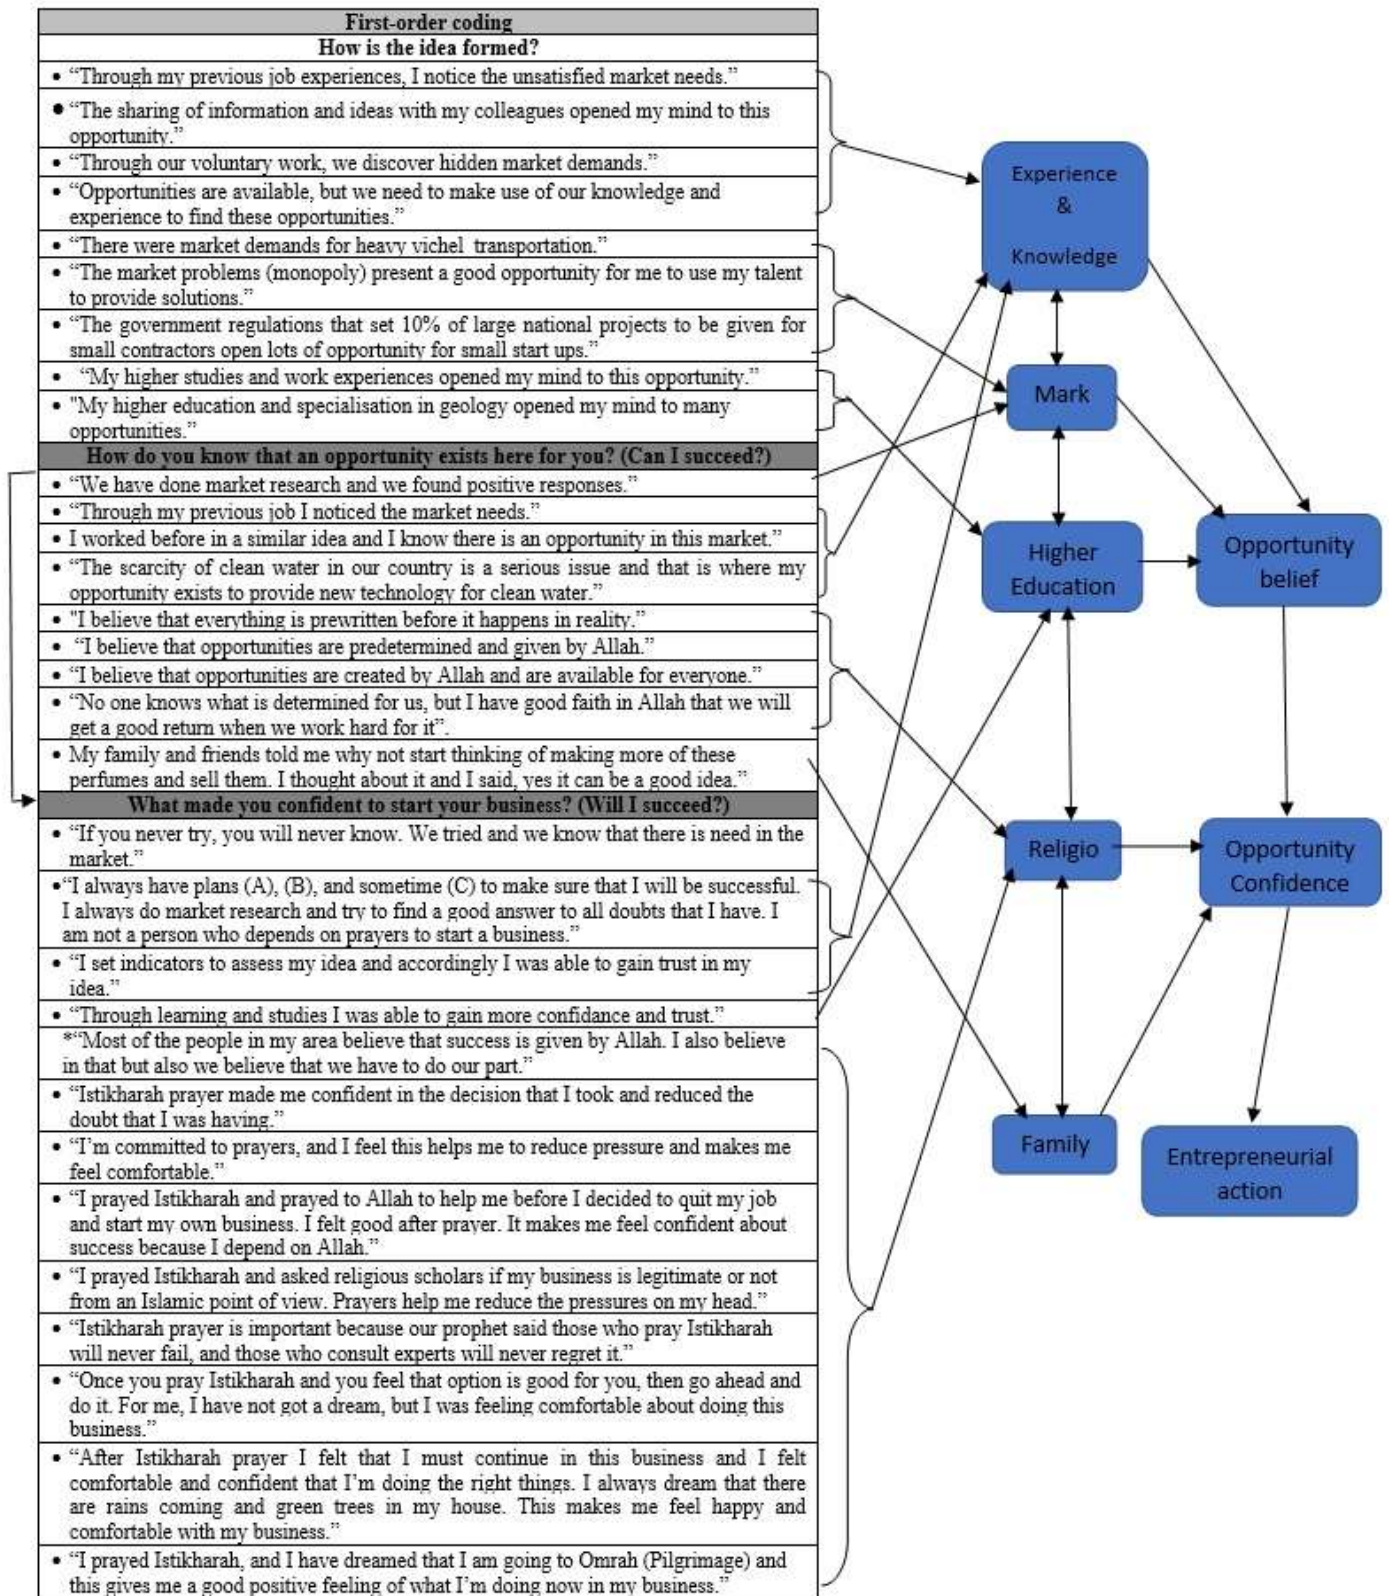 First-order coding
How is the idea formed?
• “Through my previous job experiences, I notice the unsatisfied market needs.”
• “The sharing of information and ideas with my colleagues opened my mind to this
opportunity.”
• “Through our voluntary work, we discover hidden market demands.”
• “Opportunities are available, but we need to make use of our knowledge and
experience to find these opportunities.”
• “There were market demands for heavy vichel transportation.”
• “The market problems (monopoly) present a good opportunity for me to use my talent
to provide solutions.”
• “The government regulations that set 10% of large national projects to be given for
small contractors open lots of opportunity for small start ups.”
• “My higher studies and work experiences opened my mind to this opportunity.”
• "My higher education and specialisation in geology opened my mind to many
opportunities.”
How do you know that an opportunity exists here for you? (Can I succeed?)
• “We have done market research and we found positive responses.”
• “Through my previous job I noticed the market needs.”
• I worked before in a similar idea and I know there is an opportunity in this market.”
• “The scarcity of clean water in our country is a serious issue and that is where my
opportunity exists to provide new technology for clean water.”
• "I believe that everything is prewritten before it happens in reality.”
• “I believe that opportunities are predetermined and given by Allah.”
• “I believe that opportunities are created by Allah and are available for everyone.”
• “No one knows what is determined for us, but I have good faith in Allah that we will
get a good return when we work hard for it”.
• My family and friends told me why not start thinking of making more of these
perfumes and sell them. I thought about it and I said, yes it can be a good idea.”
What made you confident to start your business? (Will I succeed?)
• “If you never try, you will never know. We tried and we know that there is need in the
market.”
• “I always have plans (A), (B), and sometime (C) to make sure that I will be successful.
I always do market research and try to find a good answer to all doubts that I have. I
am not a person who depends on prayers to start a business.”
• “I set indicators to assess my idea and accordingly I was able to gain trust in my
idea.”
• “Through learning and studies I was able to gain more confidance and trust.”
*“Most of the people in my area believe that success is given by Allah. I also believe
in that but also we believe that we have to do our part.”
• “Istikharah prayer made me confident in the decision that I took and reduced the
doubt that I was having.”
• “I’m committed to prayers, and I feel this helps me to reduce pressure and makes me
feel comfortable.”
• “I prayed Istikharah and prayed to Allah to help me before I decided to quit my job
and start my own business. I felt good after prayer. It makes me feel confident about
success because I depend on Allah.”
• “I prayed Istikharah and asked religious scholars if my business is legitimate or not
from an Islamic point of view. Prayers help me reduce the pressures on my head.”
• “Istikharah prayer is important because our prophet said those who pray Istikharah
will never fail, and those who consult experts will never regret it.”
• “Once you pray Istikharah and you feel that option is good for you, then go ahead and
do it. For me, I have not got a dream, but I was feeling comfortable about doing this
business.”
• “After Istikharah prayer I felt that I must continue in this business and I felt
comfortable and confident that I’m doing the right things. I always dream that there
are rains coming and green trees in my house. This makes me feel happy and
comfortable with my business.”
• “I prayed Istikharah, and I have dreamed that I am going to Omrah (Pilgrimage) and
this gives me a good positive feeling of what I’m doing now in my business.”
Experience
&
Knowledge
Mark
Higher
Education
Opportunity
belief
Religio
Opportunity
Confidence
Family
Entrepreneurial
action